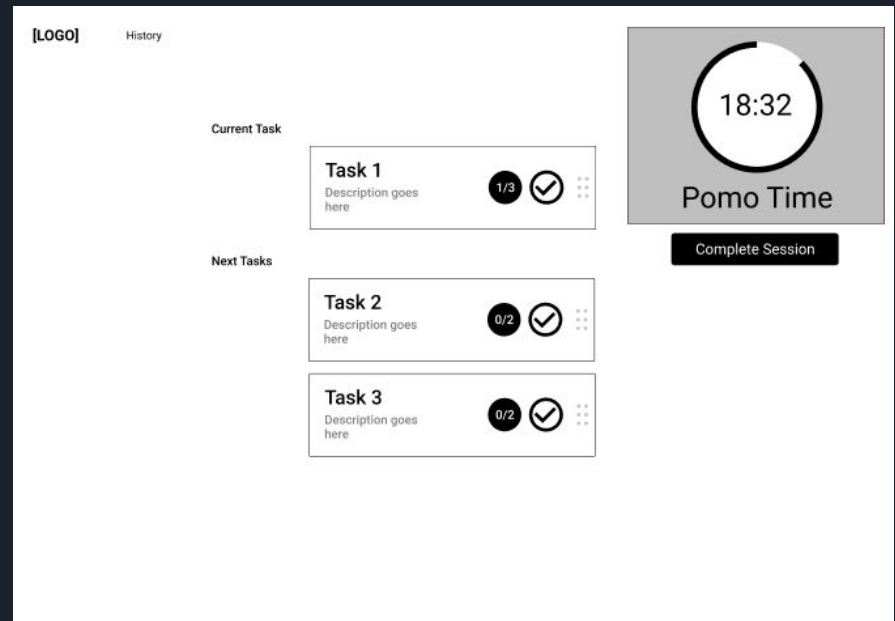 [LOGO]
History
18:32
Pomo Time
Complete Session
Current Task
Task 1
Description goes
here
1/3
Next Tasks
Task 2
Description goes
here
0/2
Task 3
Description goes
here
0/2